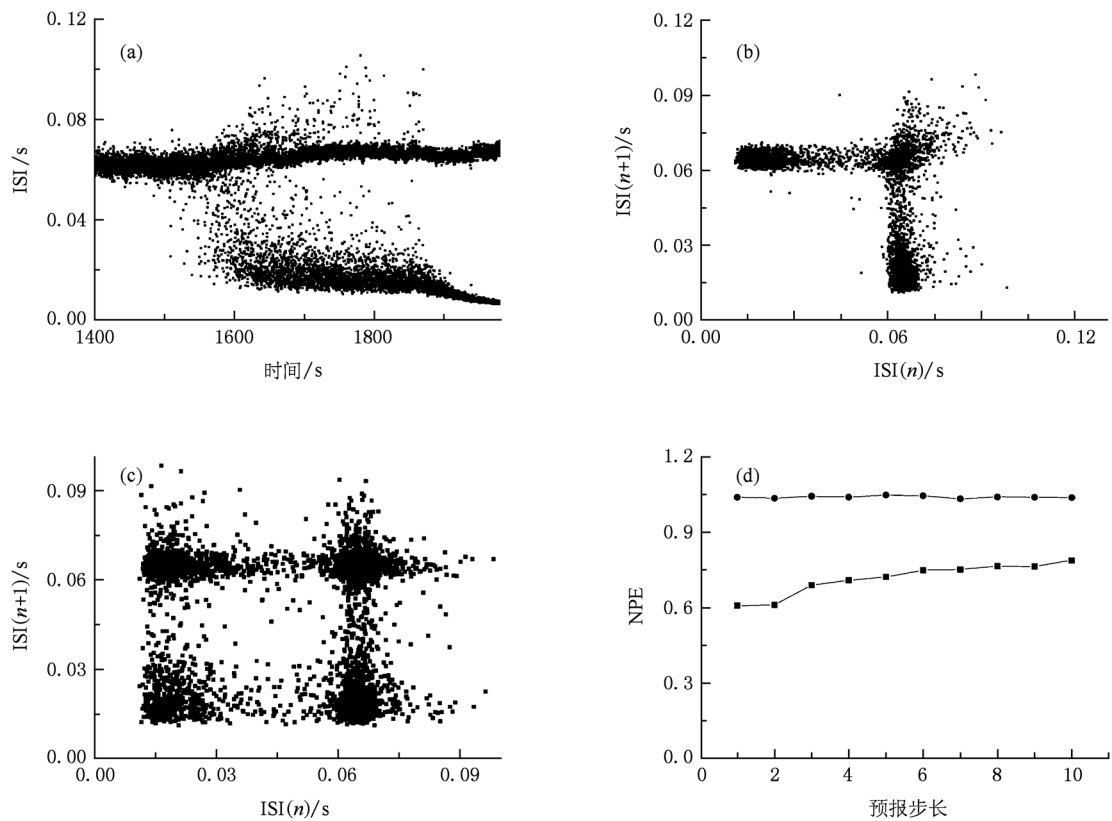 (a)
0.12
0.08
0.04
0.00
ISI/s
1400
1600
1800
时间/s
(b)
0.12
0.09
0.06
0.03
0.00
ISI(n+1)/s
0.00
0.06
0.12
ISI(n)/s
(c)
0.09
0.06
0.03
0.00
ISI(n+1)/s
0.00
0.03
0.06
0.09
ISI(n)/s
(d)
1.2
0.9
0.6
0.3
0.0
NPE
0
2
4
6
8
10
预报步长